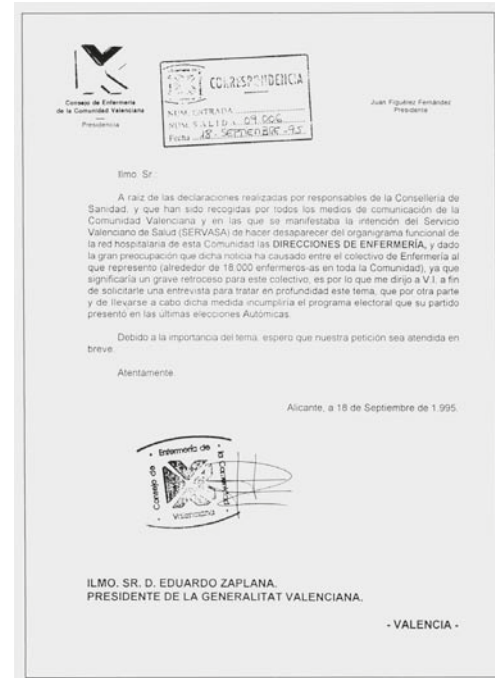 Consejo de Enfermería
de la Comunidad Valenciana
Presidencia
CORRESPONDENCIA
NUM. ENTRADA
NUM. SALIDA 09.006
Fecha 18-SEPTIEMBRE-95
Juan Figuérez Fernández
Presidente
Ilmo. Sr.:
A raíz de las declaraciones realizadas por responsables de la Conselleria de
Sanidad, y que han sido recogidas por todos los medios de comunicación de la
Comunidad Valenciana y en las que se manifestaba la intención del Servicio
Valenciano de Salud (SERVASA) de hacer desaparecer del organigrama funcional de
la red hospitalaria de esta Comunidad las DIRECCIONES DE ENFERMERÍA, y dado
la gran preocupación que dicha noticia ha causado entre el colectivo de Enfermería al
que represento (alrededor de 18.000 enfermeros-as en toda la Comunidad), ya que
significaría un grave retroceso para este colectivo, es por lo que me dirijo a V.I. a fin
de solicitarle una entrevista para tratar en profundidad este tema, que por otra parte
y de llevarse a cabo dicha medida incumpliría el programa electoral que su partido
presentó en las últimas elecciones Autómicas.
Debido a la importancia del tema, espero que nuestra petición sea atendida en
breve.
Atentamente.
Alicante, a 18 de Septiembre de 1.995.
Consejo de Enfermería de la Comunidad Valenciana
ILMO. SR. D. EDUARDO ZAPLANA.
PRESIDENTE DE LA GENERALITAT VALENCIANA.
- VALENCIA -